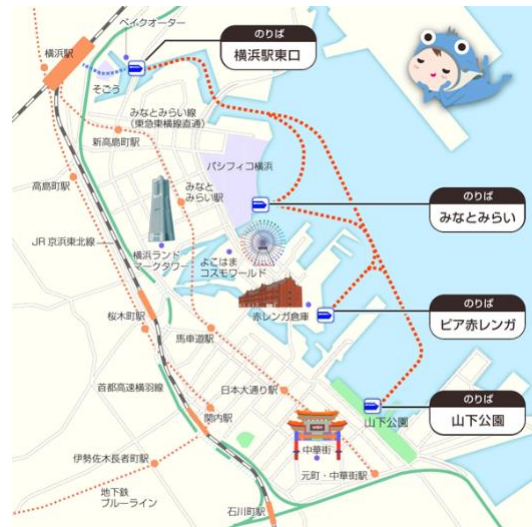 ベイクオーター
のりば
横浜駅東口
横浜駅
そごう
みなとみらい線
(東急東横線直通)
新高島町駅
パシフィコ横浜
高島町駅
みなと
みらい駅
のりば
みなとみらい
JR京浜東北線
横浜ランド
マークタワー
よこはま
コスモワールド
のりば
ピア赤レンガ
赤レンガ倉庫
桜木町駅
馬車道駅
首都高速横羽線
日本大通り駅
のりば
山下公園
山下公園
関内駅
中華街
伊勢佐木長者町駅
元町・中華街駅
地下鉄
ブルーライン
石川町駅